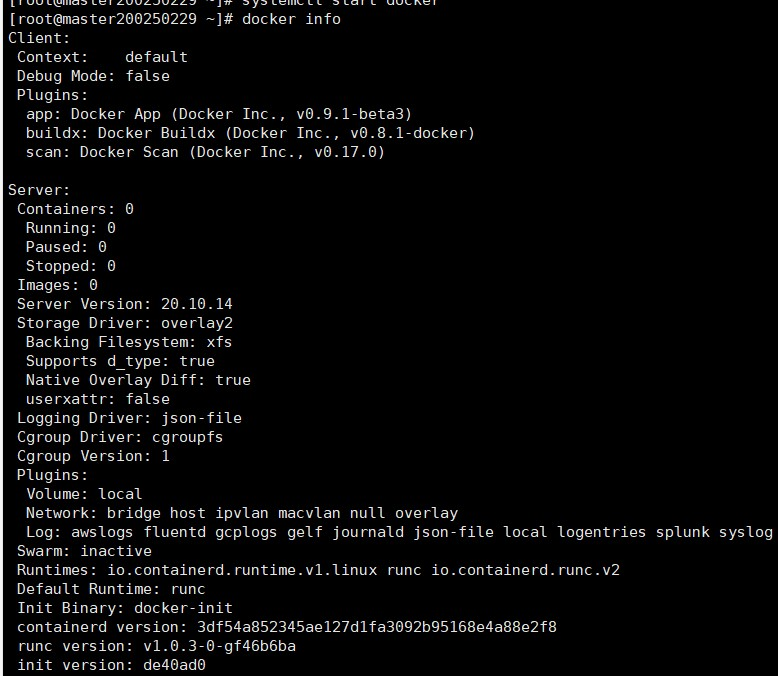 [root@master200250229 ~]# systemctl start docker
[root@master200250229 ~]# docker info
Client:
 Context:    default
 Debug Mode: false
 Plugins:
  app: Docker App (Docker Inc., v0.9.1-beta3)
  buildx: Docker Buildx (Docker Inc., v0.8.1-docker)
  scan: Docker Scan (Docker Inc., v0.17.0)

Server:
 Containers: 0
  Running: 0
  Paused: 0
  Stopped: 0
 Images: 0
 Server Version: 20.10.14
 Storage Driver: overlay2
  Backing Filesystem: xfs
  Supports d_type: true
  Native Overlay Diff: true
  userxattr: false
 Logging Driver: json-file
 Cgroup Driver: cgroupfs
 Cgroup Version: 1
 Plugins:
  Volume: local
  Network: bridge host ipvlan macvlan null overlay
  Log: awslogs fluentd gcplogs gelf journald json-file local logentries splunk syslog
 Swarm: inactive
 Runtimes: io.containerd.runtime.v1.linux runc io.containerd.runc.v2
 Default Runtime: runc
 Init Binary: docker-init
 containerd version: 3df54a852345ae127d1fa3092b95168e4a88e2f8
 runc version: v1.0.3-0-gf46b6ba
 init version: de40ad0